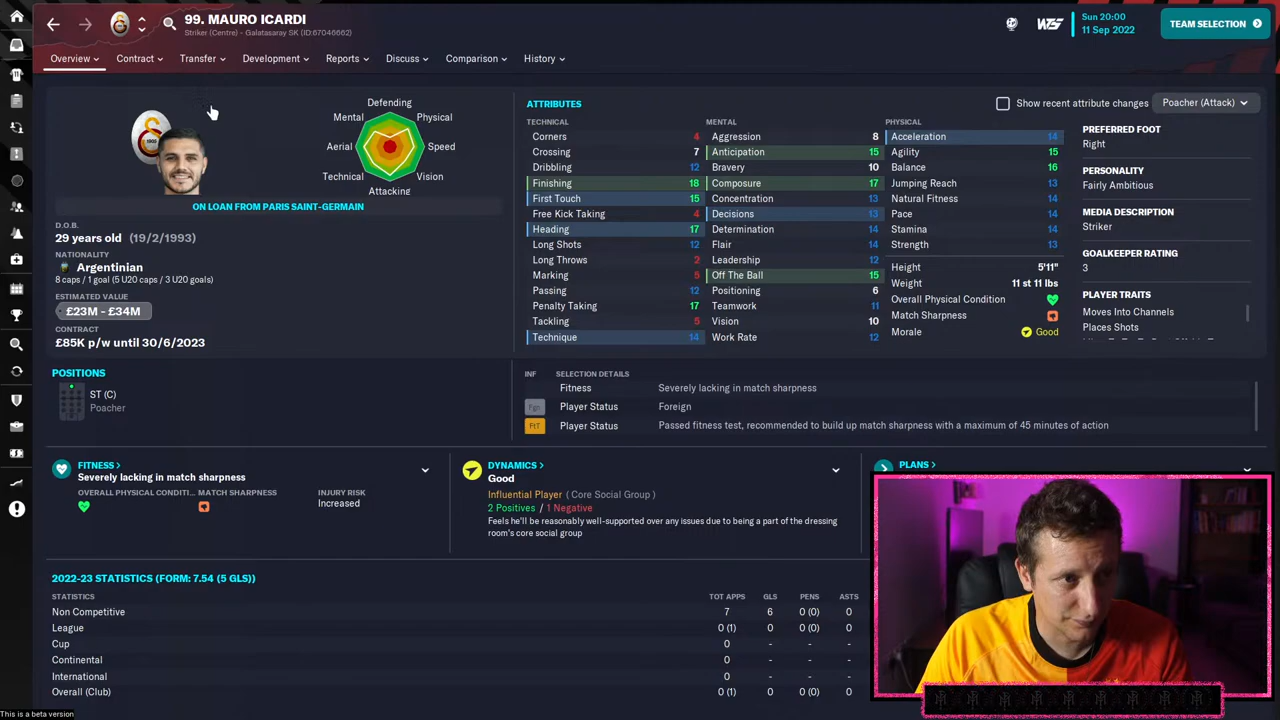 99. MAURO ICARDI
Striker (Centre) - Galatasaray SK (ID:67046662)
Sun 20:00
11 Sep 2022
TEAM SELECTION
Overview
Contract
Transfer
Development
Reports
Discuss
Comparison
History
Defending
Mental
Physical
Aerial
Speed
Technical
Vision
Attacking
ON LOAN FROM PARIS SAINT-GERMAIN
D.O.B.
29 years old (19/2/1993)
NATIONALITY
Argentinian
8 caps / 1 goal (5 U20 caps / 3 U20 goals)
ESTIMATED VALUE
£23M - £34M
CONTRACT
£85K p/w until 30/6/2023
ATTRIBUTES
Show recent attribute changes
Poacher (Attack)
TECHNICAL
Corners 4
Crossing 7
Dribbling 12
Finishing 18
First Touch 15
Free Kick Taking 4
Heading 17
Long Shots 12
Long Throws 2
Marking 5
Passing 12
Penalty Taking 17
Tackling 5
Technique 14
MENTAL
Aggression 8
Anticipation 15
Bravery 10
Composure 17
Concentration 13
Decisions 13
Determination 14
Flair 14
Leadership 12
Off The Ball 15
Positioning 6
Teamwork 11
Vision 10
Work Rate 12
PHYSICAL
Acceleration 14
Agility 15
Balance 16
Jumping Reach 13
Natural Fitness 14
Pace 14
Stamina 14
Strength 13
Height 5'11"
Weight 11 st 11 lbs
Overall Physical Condition
Match Sharpness
Morale Good
PREFERRED FOOT
Right
PERSONALITY
Fairly Ambitious
MEDIA DESCRIPTION
Striker
GOALKEEPER RATING
3
PLAYER TRAITS
Moves Into Channels
Places Shots
POSITIONS
ST (C)
Poacher
INF SELECTION DETAILS
Fitness Severely lacking in match sharpness
Fgn Player Status Foreign
FtT Player Status Passed fitness test, recommended to build up match sharpness with a maximum of 45 minutes of action
FITNESS
Severely lacking in match sharpness
OVERALL PHYSICAL CONDITI... MATCH SHARPNESS INJURY RISK
Increased
DYNAMICS
Good
Influential Player ( Core Social Group )
2 Positives / 1 Negative
Feels he'll be reasonably well-supported over any issues due to being a part of the dressing
room's core social group
PLANS
2022-23 STATISTICS (FORM: 7.54 (5 GLS))
STATISTICS TOT APPS GLS PENS ASTS
Non Competitive 7 6 0 (0) 0
League 0 (1) 0 0 (0) 0
Cup 0 - - -
Continental 0 - - -
International 0 - - -
Overall (Club) 0 (1) 0 0 (0) 0
This is a beta version